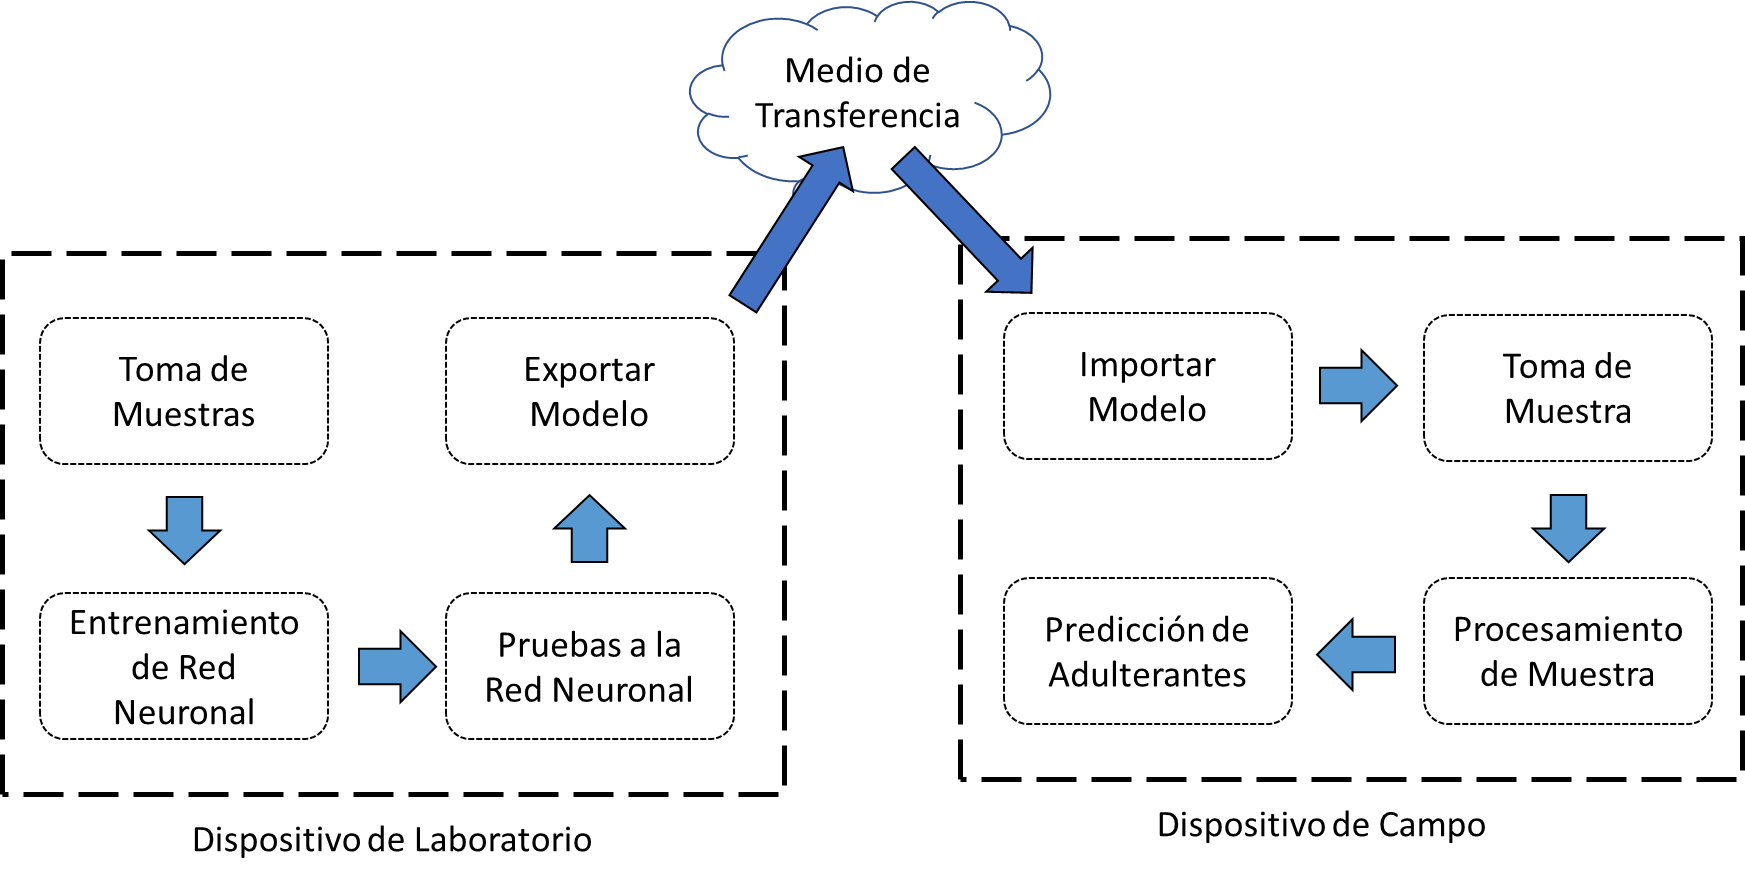 Medio de
Transferencia
Toma de
Muestras
Exportar
Modelo
Entrenamiento
de Red
Neuronal
Pruebas a la
Red Neuronal
Dispositivo de Laboratorio
Importar
Modelo
Toma de
Muestra
Predicción de
Adulterantes
Procesamiento
de Muestra
Dispositivo de Campo